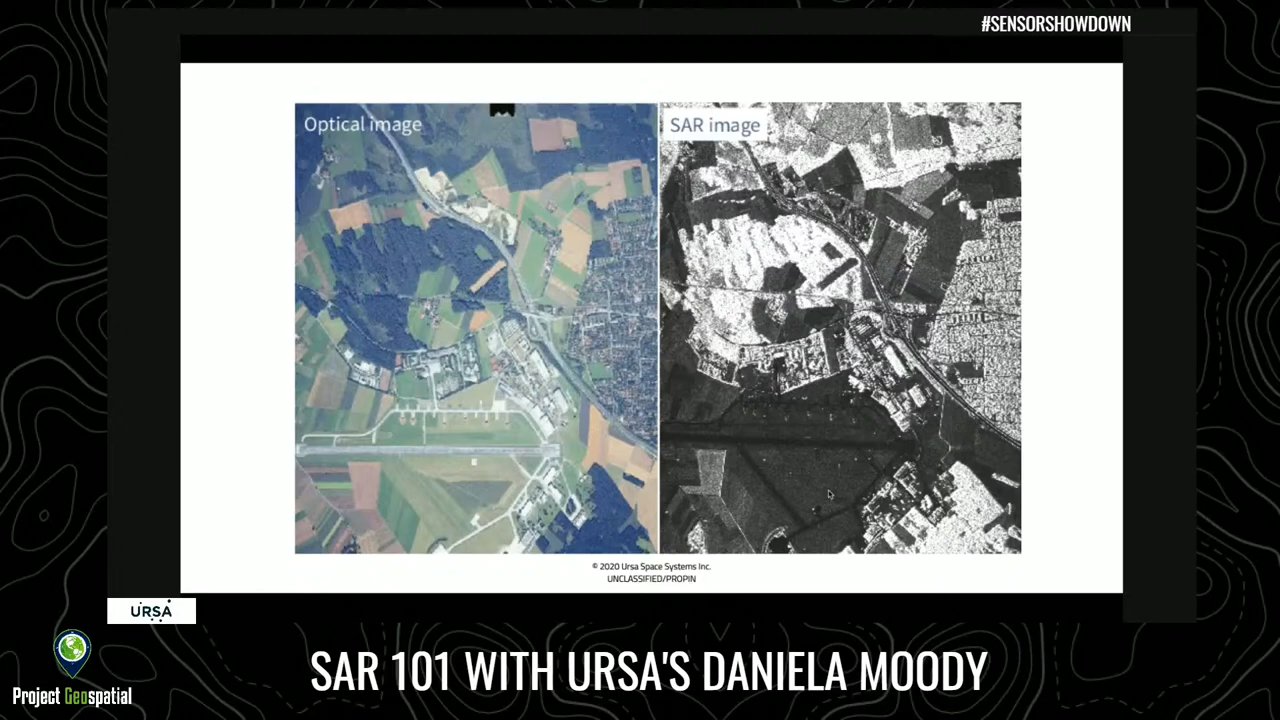 #SENSORSHOWDOWN
Optical image
SAR image
© 2020 Ursa Space Systems Inc.
UNCLASSIFIED/PROPIN
URSA
SAR 101 WITH URSA'S DANIELA MOODY
Project Geospatial